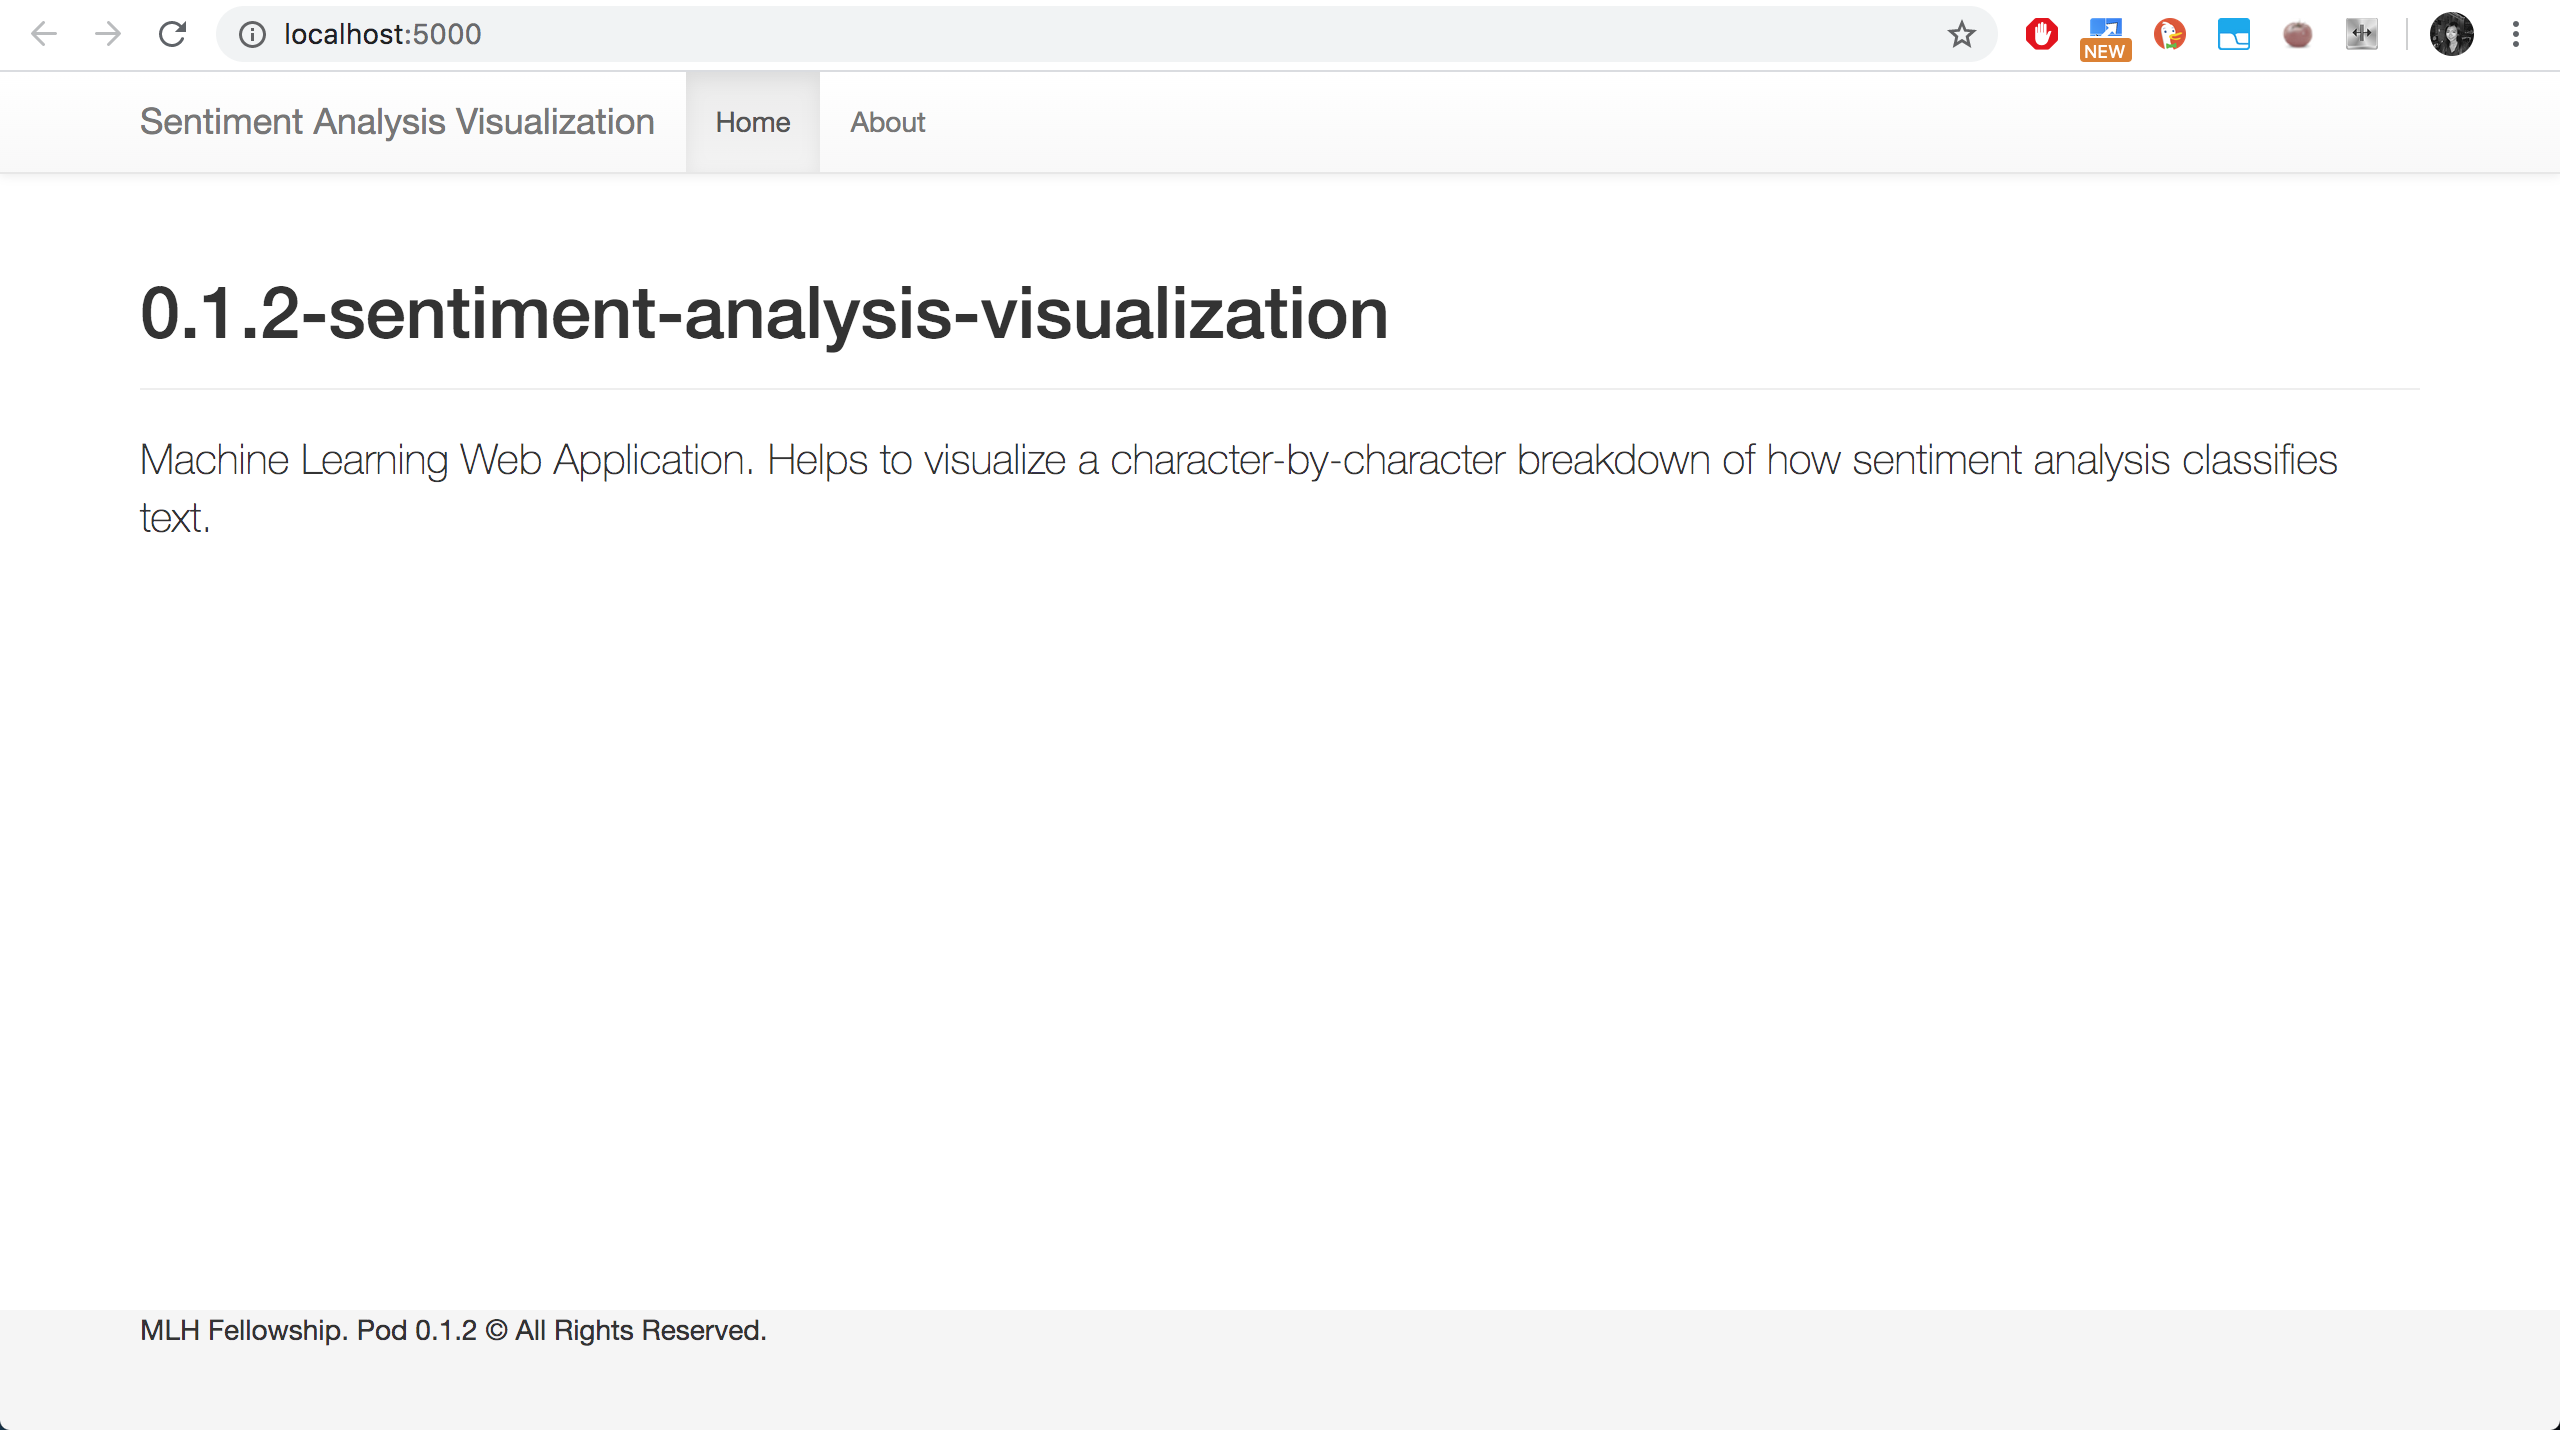 localhost:5000
NEW
Sentiment Analysis Visualization Home About
0.1.2-sentiment-analysis-visualization
Machine Learning Web Application. Helps to visualize a character-by-character breakdown of how sentiment analysis classifies
text.
MLH Fellowship. Pod 0.1.2 © All Rights Reserved.